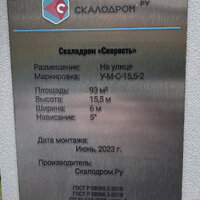 СКАЛОДРОМ.РУ
Скалодром «Скорость»
Размещение: На улице
Маркировка: У-М-С-15,5-2
Площадь: 93 м²
Высота: 15,5 м
Ширина: 6 м
Нависание: 5°
Дата монтажа:
Июнь, 2023 г.
Производитель:
Скалодром.Ру
ГОСТ Р 58066.2-2018
ГОСТ Р 58066.3-2018